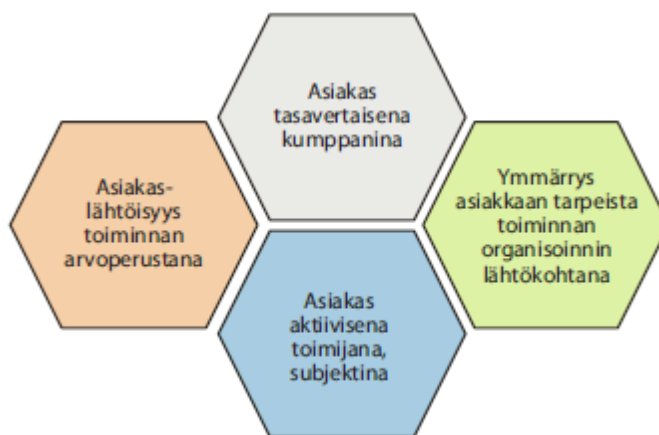 Asiakas
tasavertaisena
kumppanina
Asiakas-
lähtöisyys
toiminnan
arvoperustana
Ymmärrys
asiakkaan tarpeista
toiminnan
organisoinnin
lähtökohtana
Asiakas
aktiivisena
toimijana,
subjektina